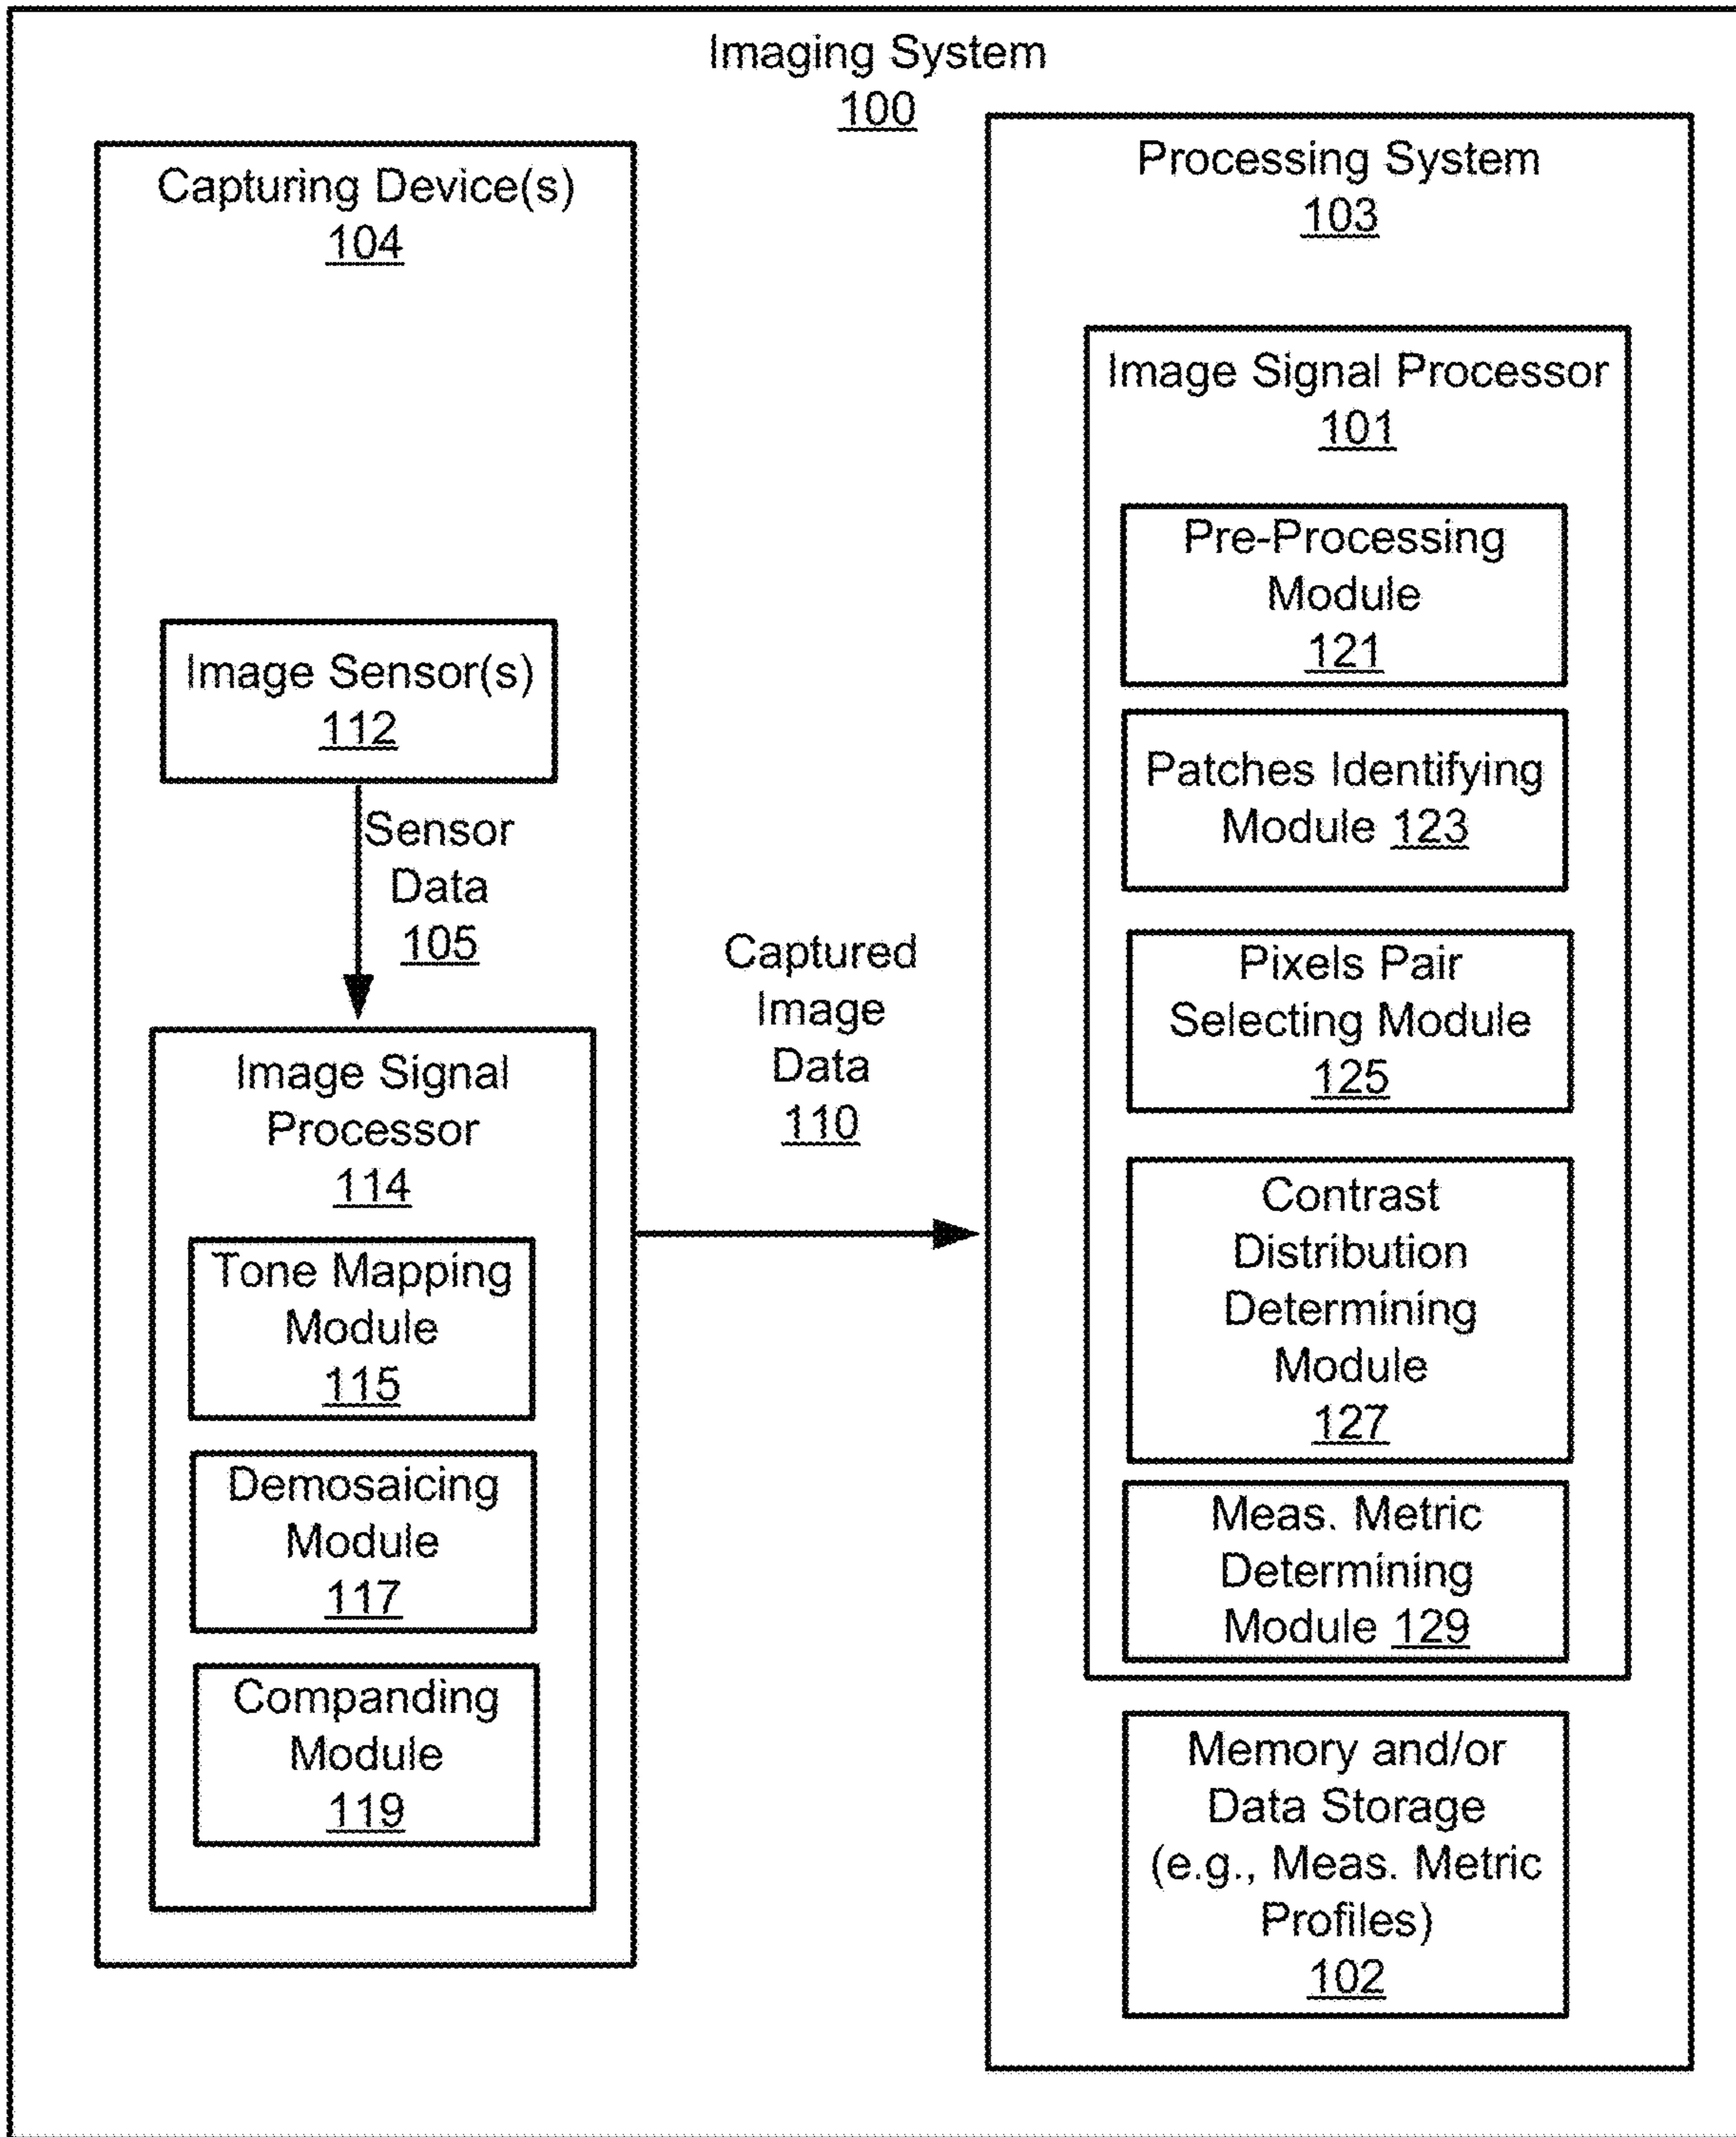 Imaging System
100
Capturing Device(s)
104
Image Sensor(s)
112
Sensor
Data
105
Image Signal
Processor
114
Tone Mapping
Module
115
Demosaicing
Module
117
Companding
Module
119
Captured
Image
Data
110
Processing System
103
Image Signal Processor
101
Pre-Processing
Module
121
Patches Identifying
Module 123
Pixels Pair
Selecting Module
125
Contrast
Distribution
Determining
Module
127
Meas. Metric
Determining
Module 129
Memory and/or
Data Storage
(e.g., Meas. Metric
Profiles)
102